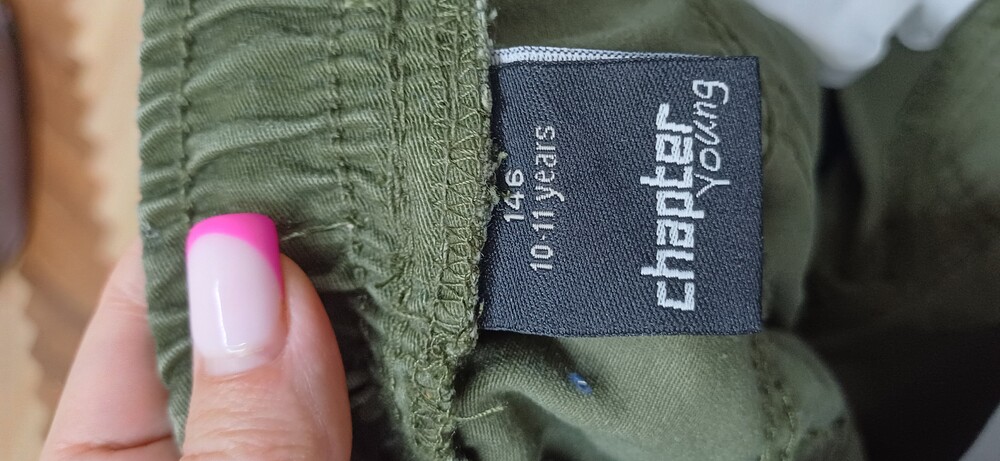 chapter
Young
146
10-11 years